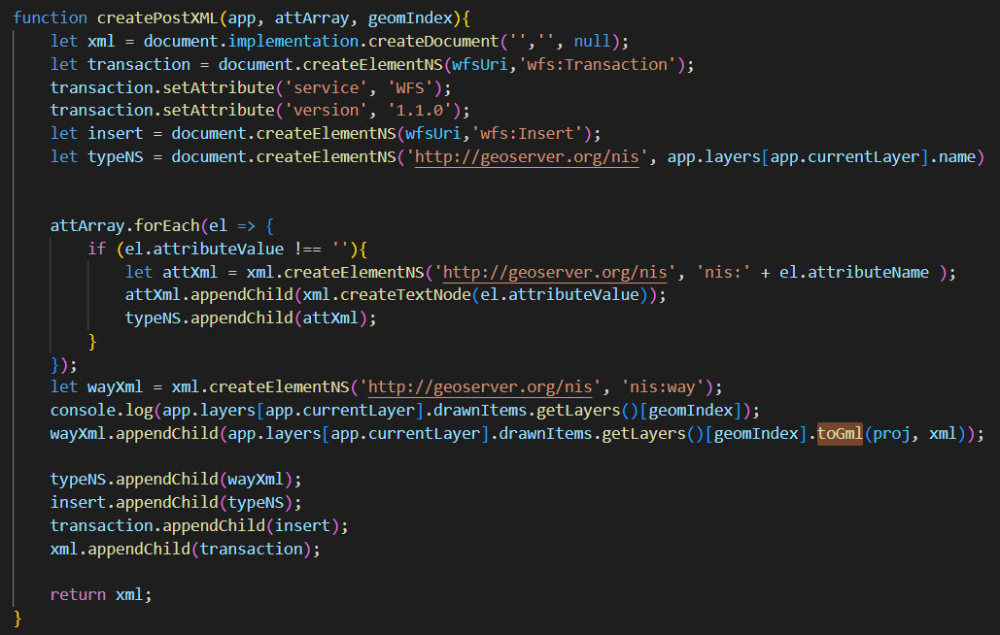 function createPostXML(app, attArray, geomIndex){
let xml = document.implementation.createDocument('','', null);
let transaction = document.createElementNS(wfsUri,'wfs:Transaction');
transaction.setAttribute('service', 'WFS');
transaction.setAttribute('version', '1.1.0');
let insert = document.createElementNS(wfsUri,'wfs:Insert');
let typeNS = document.createElementNS('http://geoserver.org/nis', app.layers[app.currentLayer].name)
attArray.forEach(el => {
if (el.attributeValue !== ''){
let attXml = xml.createElementNS('http://geoserver.org/nis', 'nis:' + el.attributeName );
attXml.appendChild(xml.createTextNode(el.attributeValue));
typeNS.appendChild(attXml);
}
});
let wayXml = xml.createElementNS('http://geoserver.org/nis', 'nis:way');
console.log(app.layers[app.currentLayer].drawnItems.getLayers()[geomIndex]);
wayXml.appendChild(app.layers[app.currentLayer].drawnItems.getLayers()[geomIndex].toGml(proj, xml));
typeNS.appendChild(wayXml);
insert.appendChild(typeNS);
transaction.appendChild(insert);
xml.appendChild(transaction);
return xml;
}